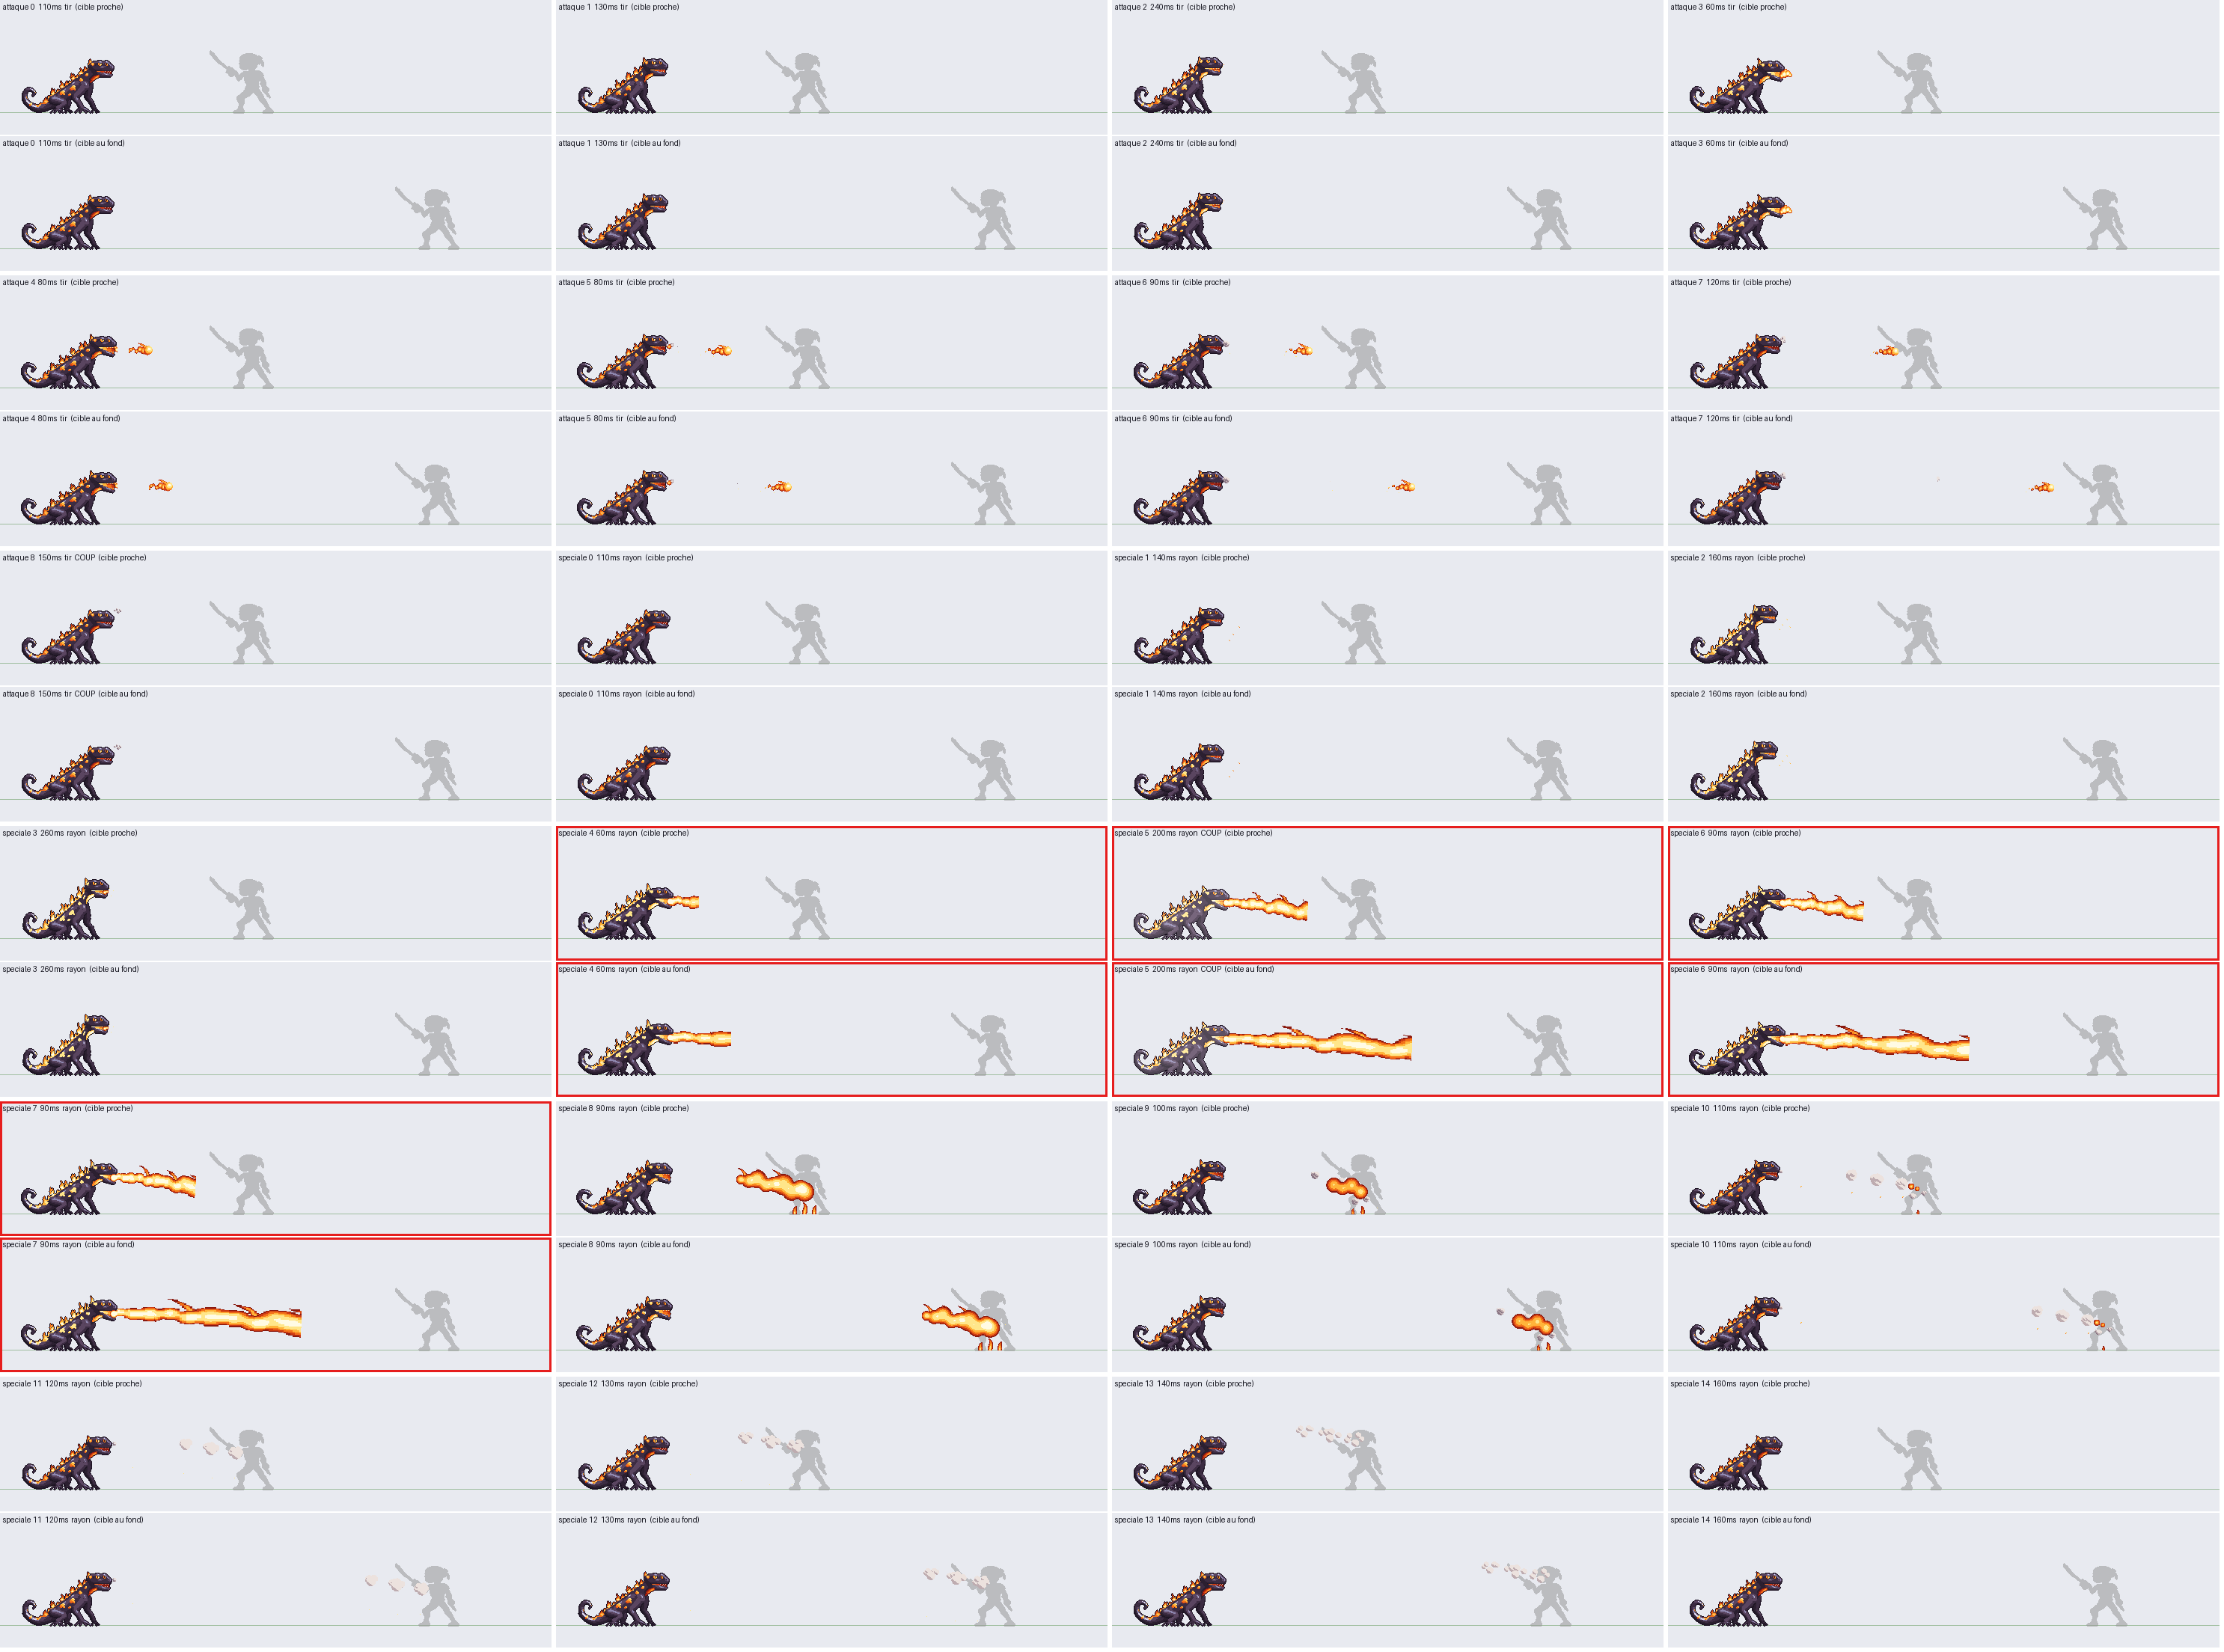 attaque 0 110ms tir (cible proche)
attaque 1 130ms tir (cible proche)
attaque 2 240ms tir (cible proche)
attaque 3 60ms tir (cible proche)
attaque 0 110ms tir (cible au fond)
attaque 1 130ms tir (cible au fond)
attaque 2 240ms tir (cible au fond)
attaque 3 60ms tir (cible au fond)
attaque 4 80ms tir (cible proche)
attaque 5 80ms tir (cible proche)
attaque 6 90ms tir (cible proche)
attaque 7 120ms tir (cible proche)
attaque 4 80ms tir (cible au fond)
attaque 5 80ms tir (cible au fond)
attaque 6 90ms tir (cible au fond)
attaque 7 120ms tir (cible au fond)
attaque 8 150ms tir COUP (cible proche)
speciale 0 110ms rayon (cible proche)
speciale 1 140ms rayon (cible proche)
speciale 2 160ms rayon (cible proche)
attaque 8 150ms tir COUP (cible au fond)
speciale 0 110ms rayon (cible au fond)
speciale 1 140ms rayon (cible au fond)
speciale 2 160ms rayon (cible au fond)
speciale 3 260ms rayon (cible proche)
speciale 4 60ms rayon (cible proche)
speciale 5 200ms rayon COUP (cible proche)
speciale 6 90ms rayon (cible proche)
speciale 3 260ms rayon (cible au fond)
speciale 4 60ms rayon (cible au fond)
speciale 5 200ms rayon COUP (cible au fond)
speciale 6 90ms rayon (cible au fond)
speciale 7 90ms rayon (cible proche)
speciale 8 90ms rayon (cible proche)
speciale 9 100ms rayon (cible proche)
speciale 10 110ms rayon (cible proche)
speciale 7 90ms rayon (cible au fond)
speciale 8 90ms rayon (cible au fond)
speciale 9 100ms rayon (cible au fond)
speciale 10 110ms rayon (cible au fond)
speciale 11 120ms rayon (cible proche)
speciale 12 130ms rayon (cible proche)
speciale 13 140ms rayon (cible proche)
speciale 14 160ms rayon (cible proche)
speciale 11 120ms rayon (cible au fond)
speciale 12 130ms rayon (cible au fond)
speciale 13 140ms rayon (cible au fond)
speciale 14 160ms rayon (cible au fond)